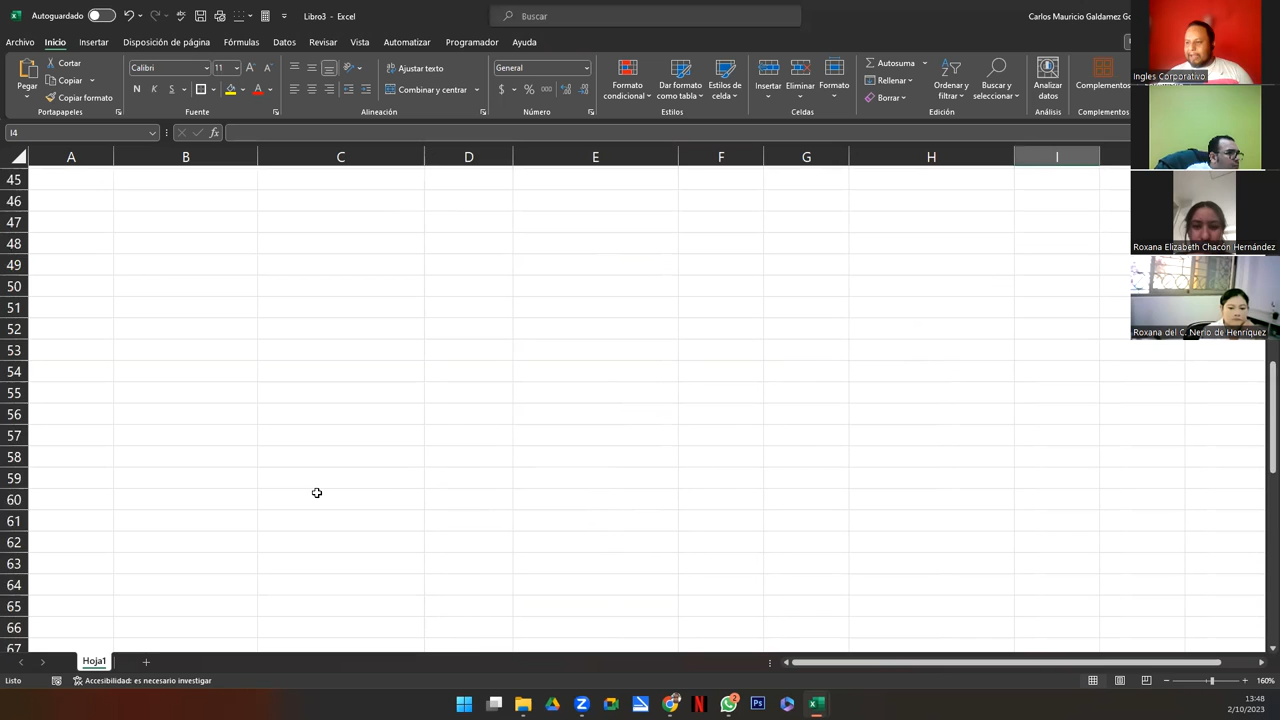 Autoguardado
Libro3 - Excel
Buscar
Carlos Mauricio Galdamez Go
Archivo Inicio Insertar Disposición de página Fórmulas Datos Revisar Vista Automatizar Programador Ayuda
Pegar
Cortar
Copiar
Copiar formato
Portapapeles
Calibri 11
N K S
Fuente
Ajustar texto
Combinar y centrar
Alineación
General
$ % 000
Número
Formato condicional
Dar formato como tabla
Estilos de celda
Estilos
Insertar
Eliminar
Formato
Celdas
Autosuma
Rellenar
Borrar
Ordenar y filtrar
Buscar y seleccionar
Edición
Analizar datos
Análisis
Complementos
Complementos
I4
fx
A B C D E F G H I
45
46
47
48
49
50
51
52
53
54
55
56
57
58
59
60
61
62
63
64
65
66
67
Ingles Corporativo
Roxana Elizabeth Chacón Hernández
Roxana del C. Nerio de Henríquez
Hoja1
Listo
Accesibilidad: es necesario investigar
160%
2
13:48
2/10/2023